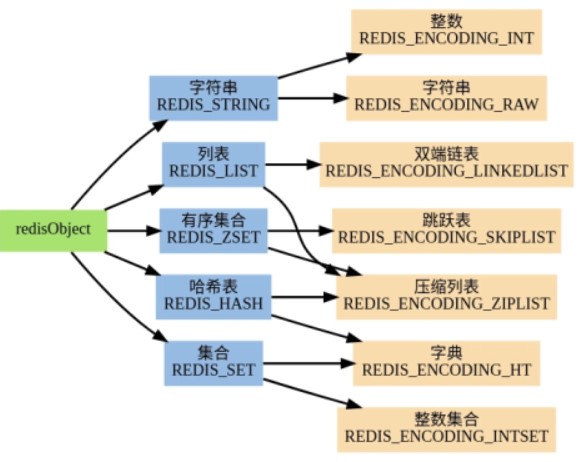 redisObject
字符串
REDIS_STRING
列表
REDIS_LIST
有序集合
REDIS_ZSET
哈希表
REDIS_HASH
集合
REDIS_SET
整数
REDIS_ENCODING_INT
字符串
REDIS_ENCODING_RAW
双端链表
REDIS_ENCODING_LINKEDLIST
跳跃表
REDIS_ENCODING_SKIPLIST
压缩列表
REDIS_ENCODING_ZIPLIST
字典
REDIS_ENCODING_HT
整数集合
REDIS_ENCODING_INTSET